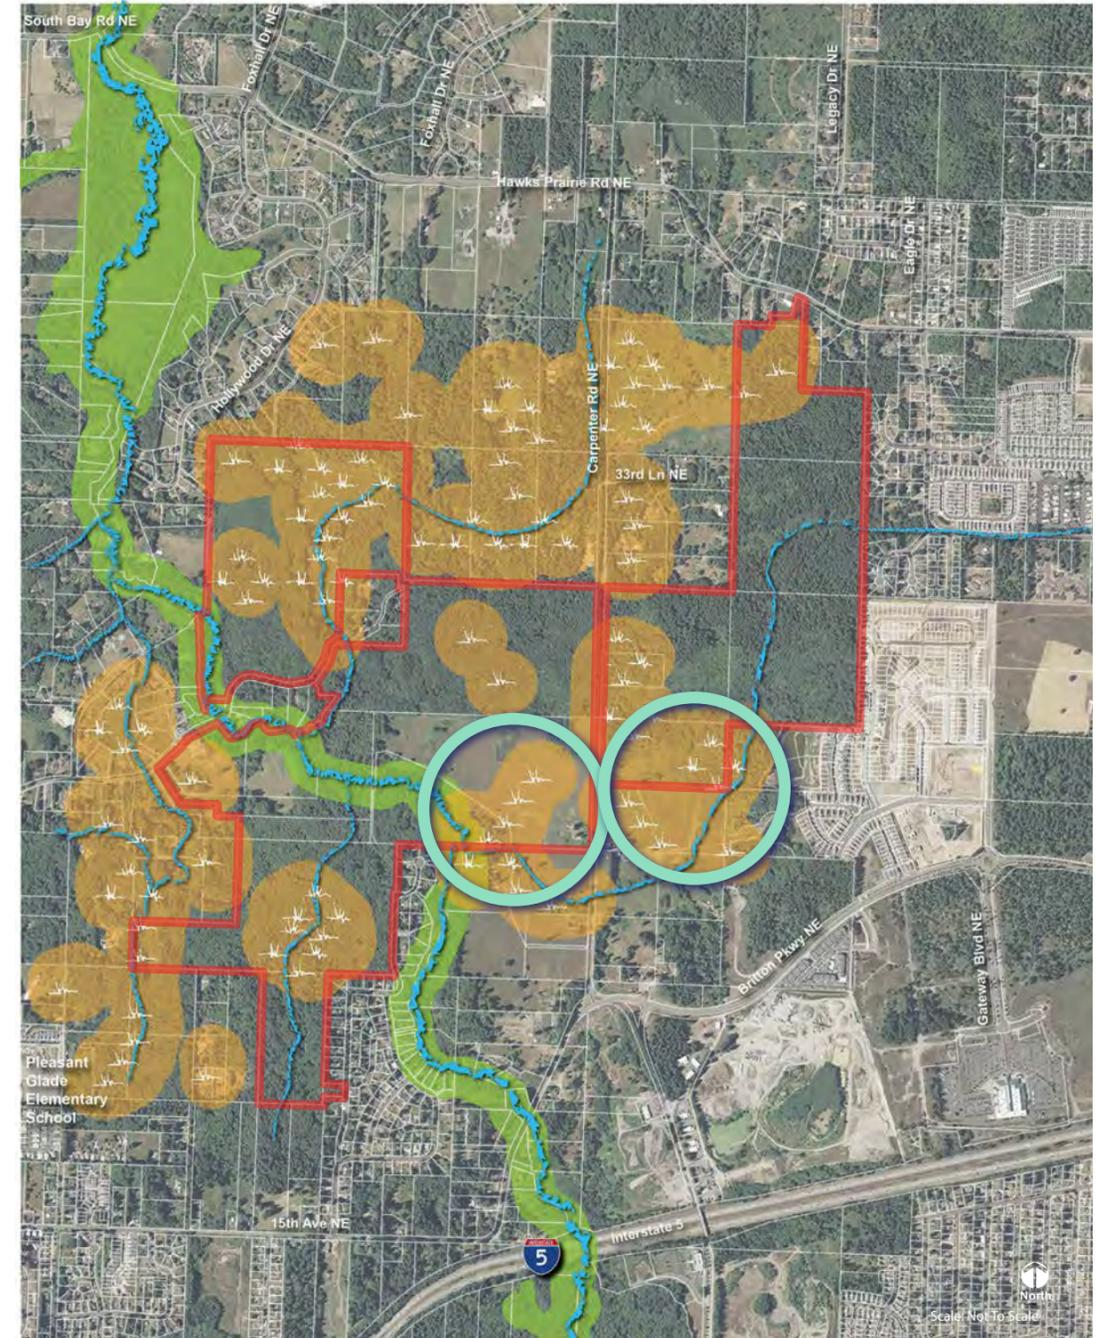 South Bay Rd NE
Foxhall Dr NE
Foxhall Dr NE
Legacy Dr NE
Hawks Prairie Rd NE
Eagle Dr NE
Hollywood Dr NE
Carpenter Rd NE
33rd Ln NE
Britton Pkwy NE
Gateway Blvd NE
Pleasant
Glade
Elementary
School
15th Ave NE
Interstate 5
INTERSTATE
5
North
Scale: Not To Scale